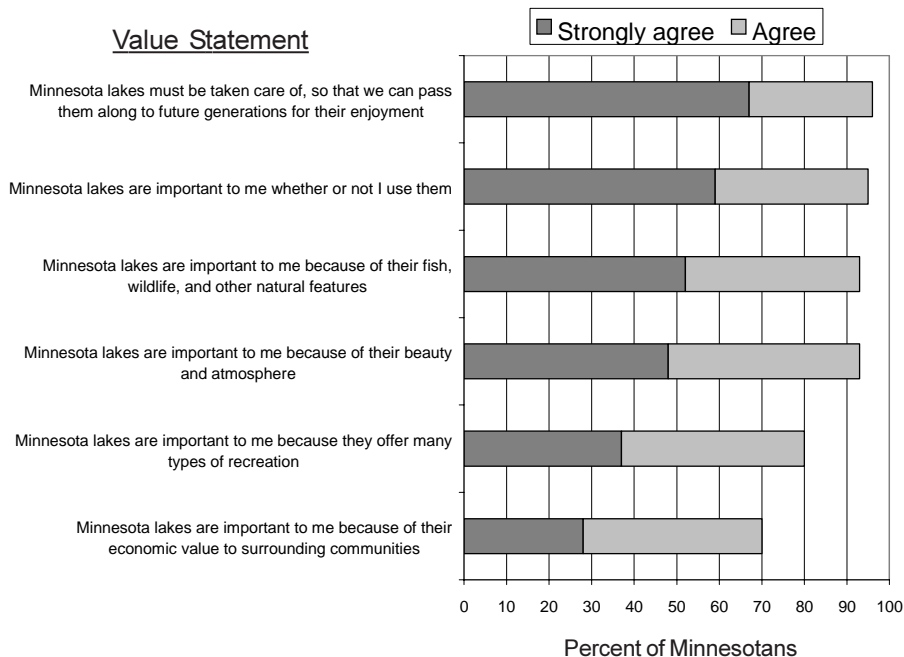 Value Statement
Strongly agree Agree
Minnesota lakes must be taken care of, so that we can pass
them along to future generations for their enjoyment
Minnesota lakes are important to me whether or not I use them
Minnesota lakes are important to me because of their fish,
wildlife, and other natural features
Minnesota lakes are important to me because of their beauty
and atmosphere
Minnesota lakes are important to me because they offer many
types of recreation
Minnesota lakes are important to me because of their
economic value to surrounding communities
0 10 20 30 40 50 60 70 80 90 100
Percent of Minnesotans